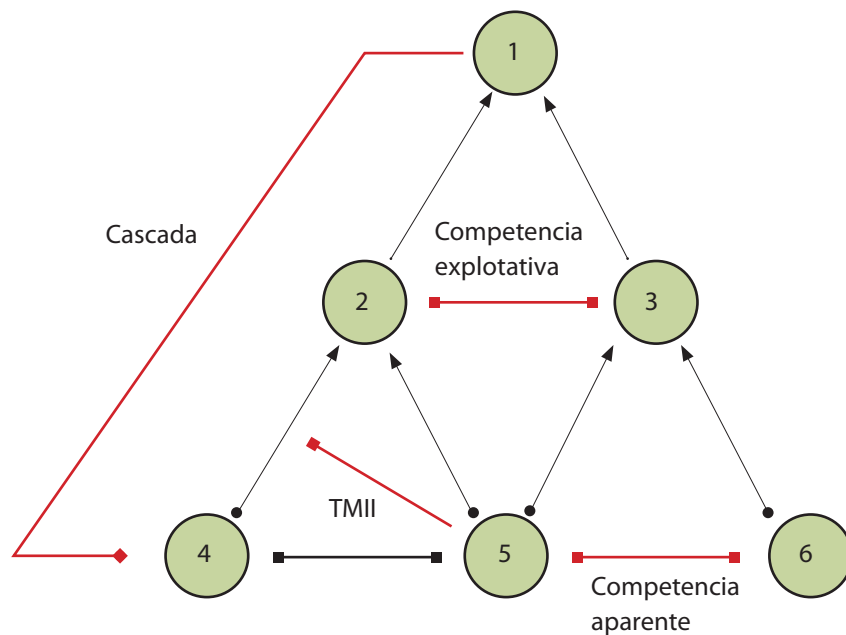 1
Cascada
Competencia
explotativa
2
3
TMII
4
5
6
Competencia
aparente